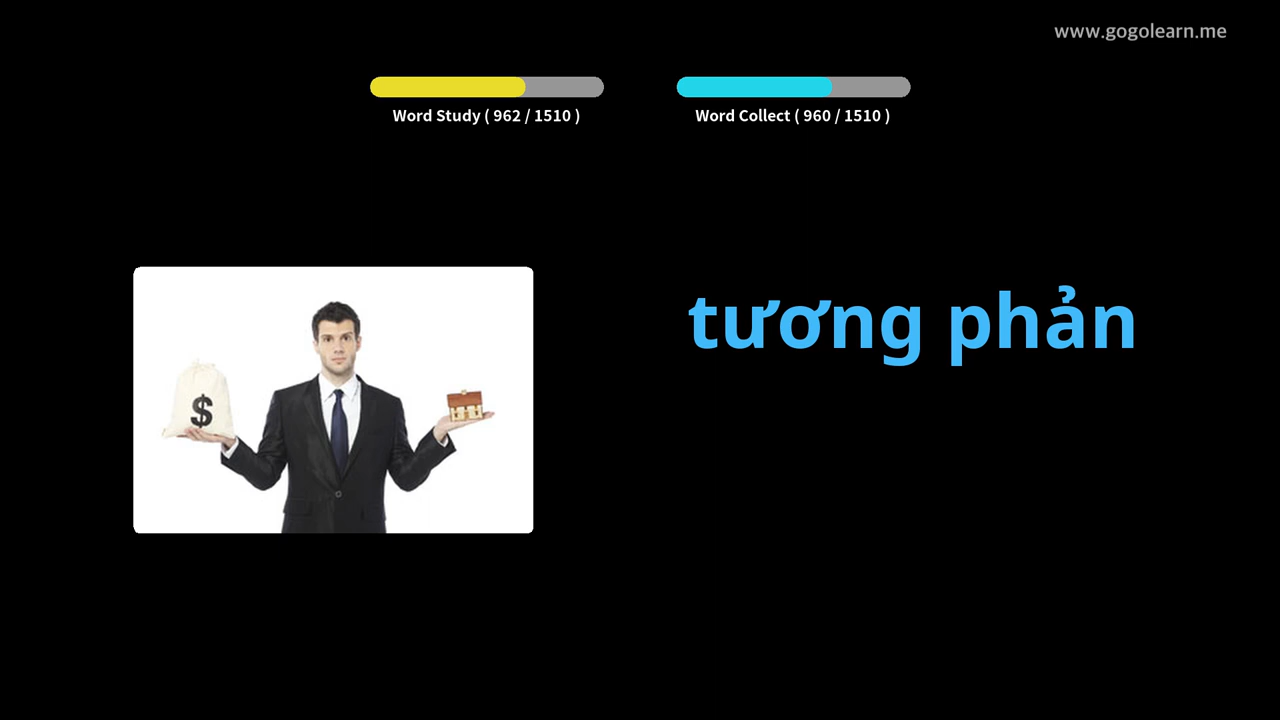 www.gogolearn.me
Word Study ( 962 / 1510 )
Word Collect ( 960 / 1510 )
tương phản
$